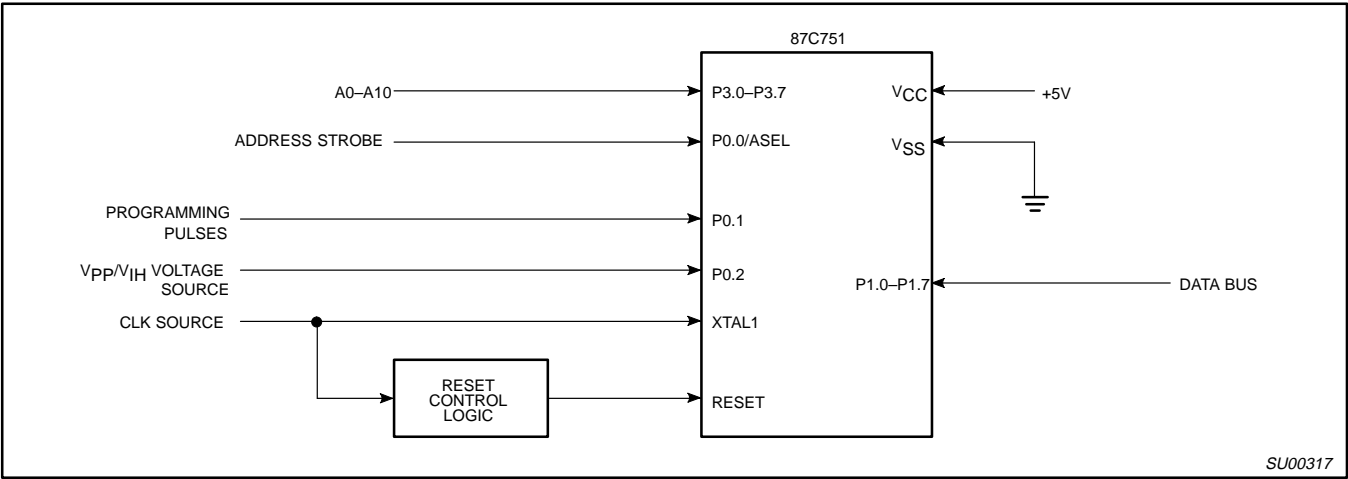 87C751
A0–A10
P3.0–P3.7
VCC
+5V
ADDRESS STROBE
P0.0/ASEL
VSS
PROGRAMMING
PULSES
P0.1
VPP/VIH VOLTAGE
SOURCE
P0.2
P1.0–P1.7
DATA BUS
CLK SOURCE
XTAL1
RESET
CONTROL
LOGIC
RESET
SU00317